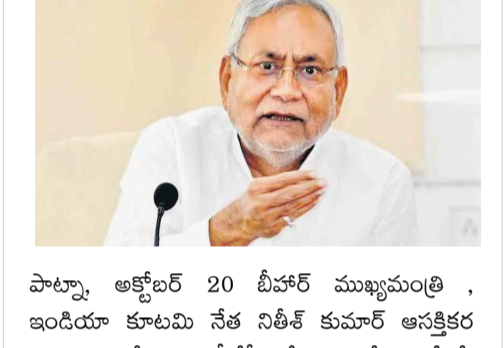 పాట్నా, అక్టోబర్ 20 బీహార్ ముఖ్యమంత్రి ,
ఇండియా కూటమి నేత నితీశ్ కుమార్ ఆసక్తికర